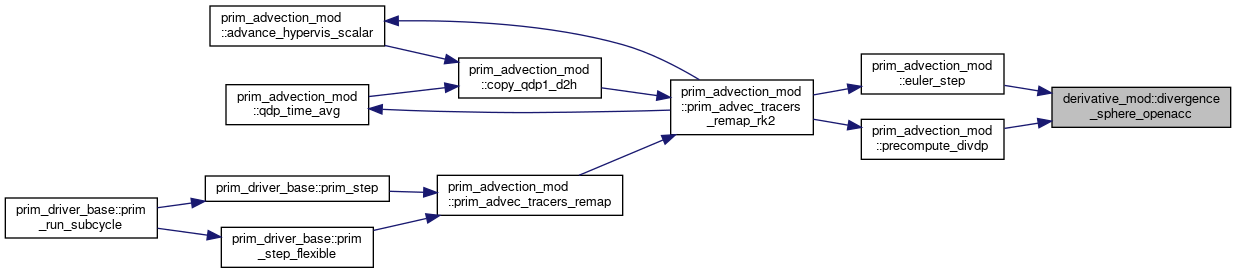 prim_advection_mod
::advance_hypervis_scalar
prim_advection_mod
::qdp_time_avg
prim_advection_mod
::copy_qdp1_d2h
prim_advection_mod
::prim_advec_tracers
_remap_rk2
prim_advection_mod
::euler_step
prim_advection_mod
::precompute_divdp
derivative_mod::divergence
_sphere_openacc
prim_driver_base::prim
_run_subcycle
prim_driver_base::prim_step
prim_driver_base::prim
_step_flexible
prim_advection_mod
::prim_advec_tracers_remap